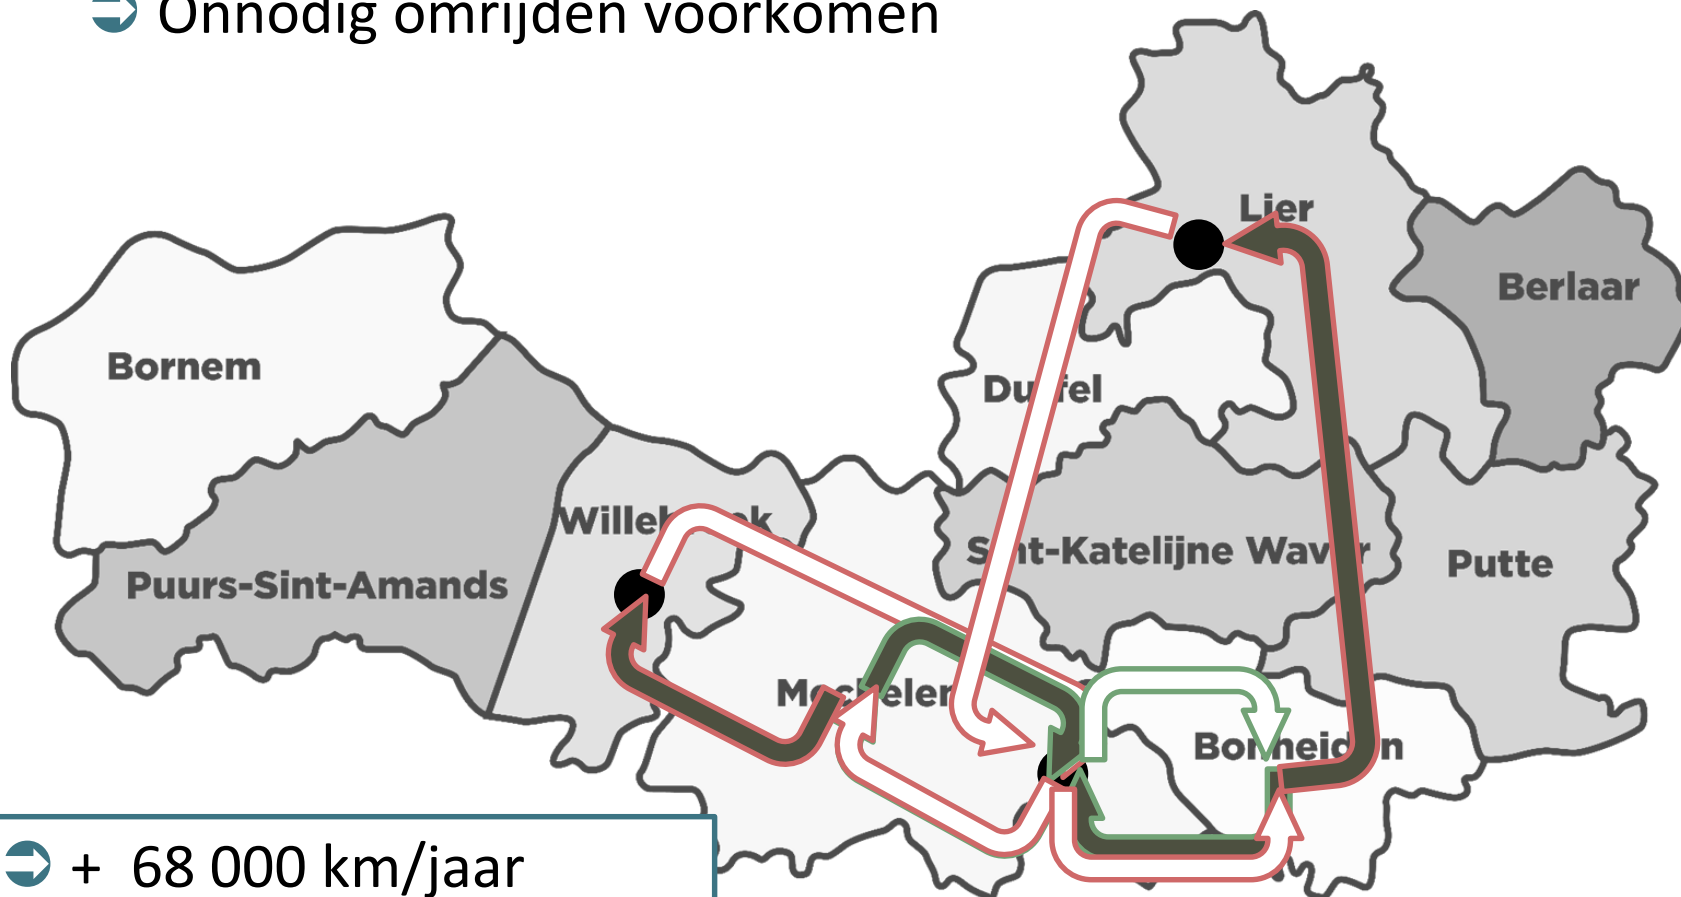 Onnodig omrijden voorkomen
Lier
Berlaar
Bornem
Duffel
Willebroek
Sint-Katelijne Waver
Putte
Puurs-Sint-Amands
Mechelen
Bonheiden
+ 68 000 km/jaar